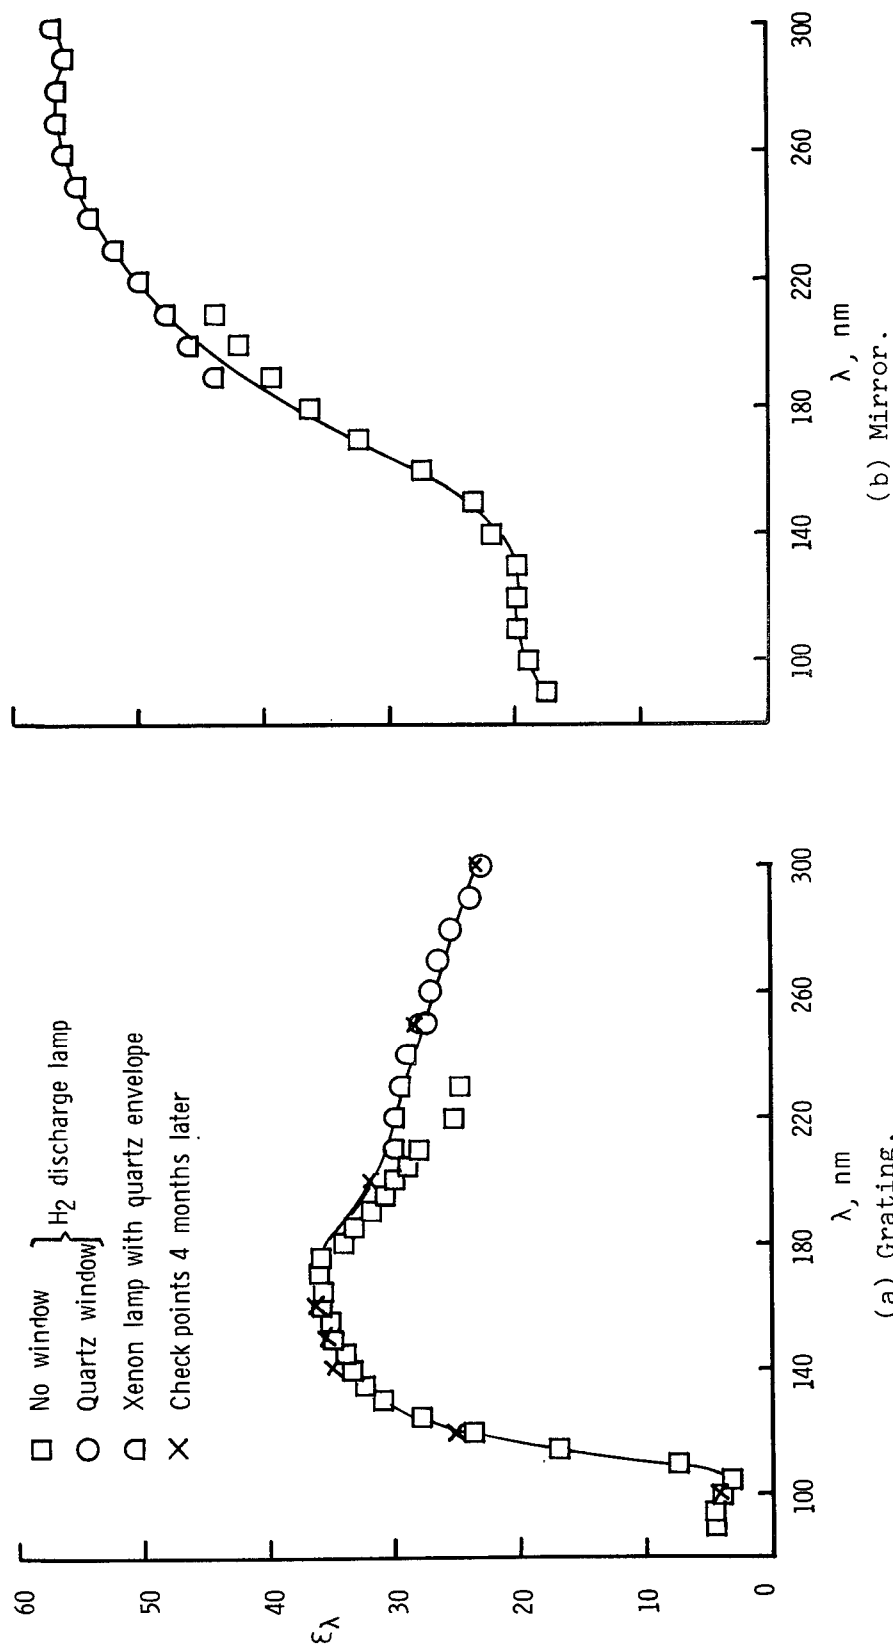 □ No window
○ Quartz window
} H2 discharge lamp
Xenon lamp with quartz envelope
× Check points 4 months later
60
50
40
30
20
10
0
ελ
100
140
180
220
260
300
λ, nm
(a) Grating.
100
140
180
220
260
300
λ, nm
(b) Mirror.